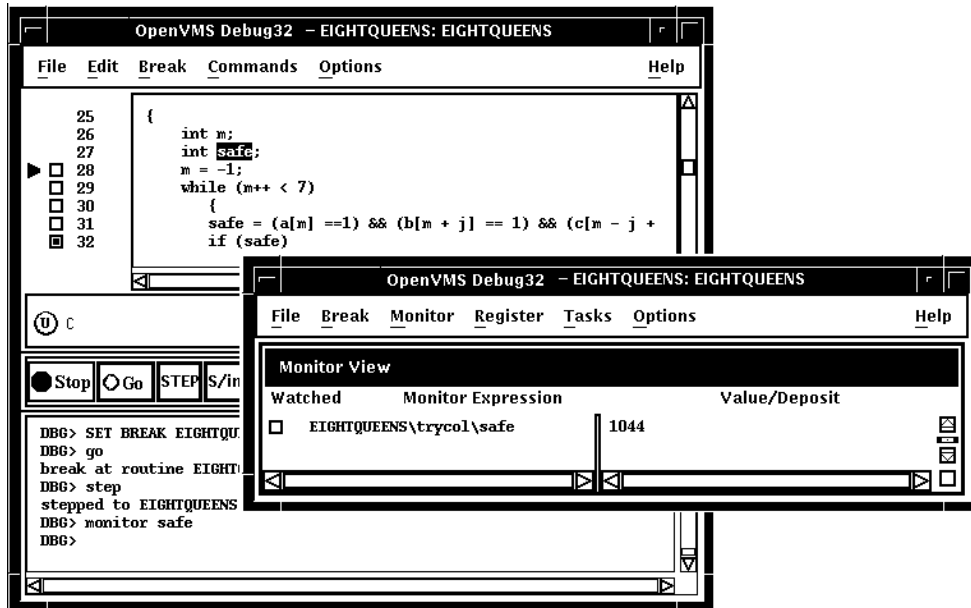 OpenVMS Debug32 – EIGHTQUEENS: EIGHTQUEENS
File Edit Break Commands Options Help
25 {
26 int m;
27 int safe;
28 m = -1;
29 while (m++ < 7)
30 {
31 safe = (a[m] ==1) && (b[m + j] == 1) && (c[m - j +
32 if (safe)
U C
Stop Go STEP S/in
DBG> SET BREAK EIGHTQU
DBG> go
break at routine EIGHT
DBG> step
stepped to EIGHTQUEENS
DBG> monitor safe
DBG>
OpenVMS Debug32 – EIGHTQUEENS: EIGHTQUEENS
File Break Monitor Register Tasks Options Help
Monitor View
Watched Monitor Expression Value/Deposit
EIGHTQUEENS\trycol\safe 1044